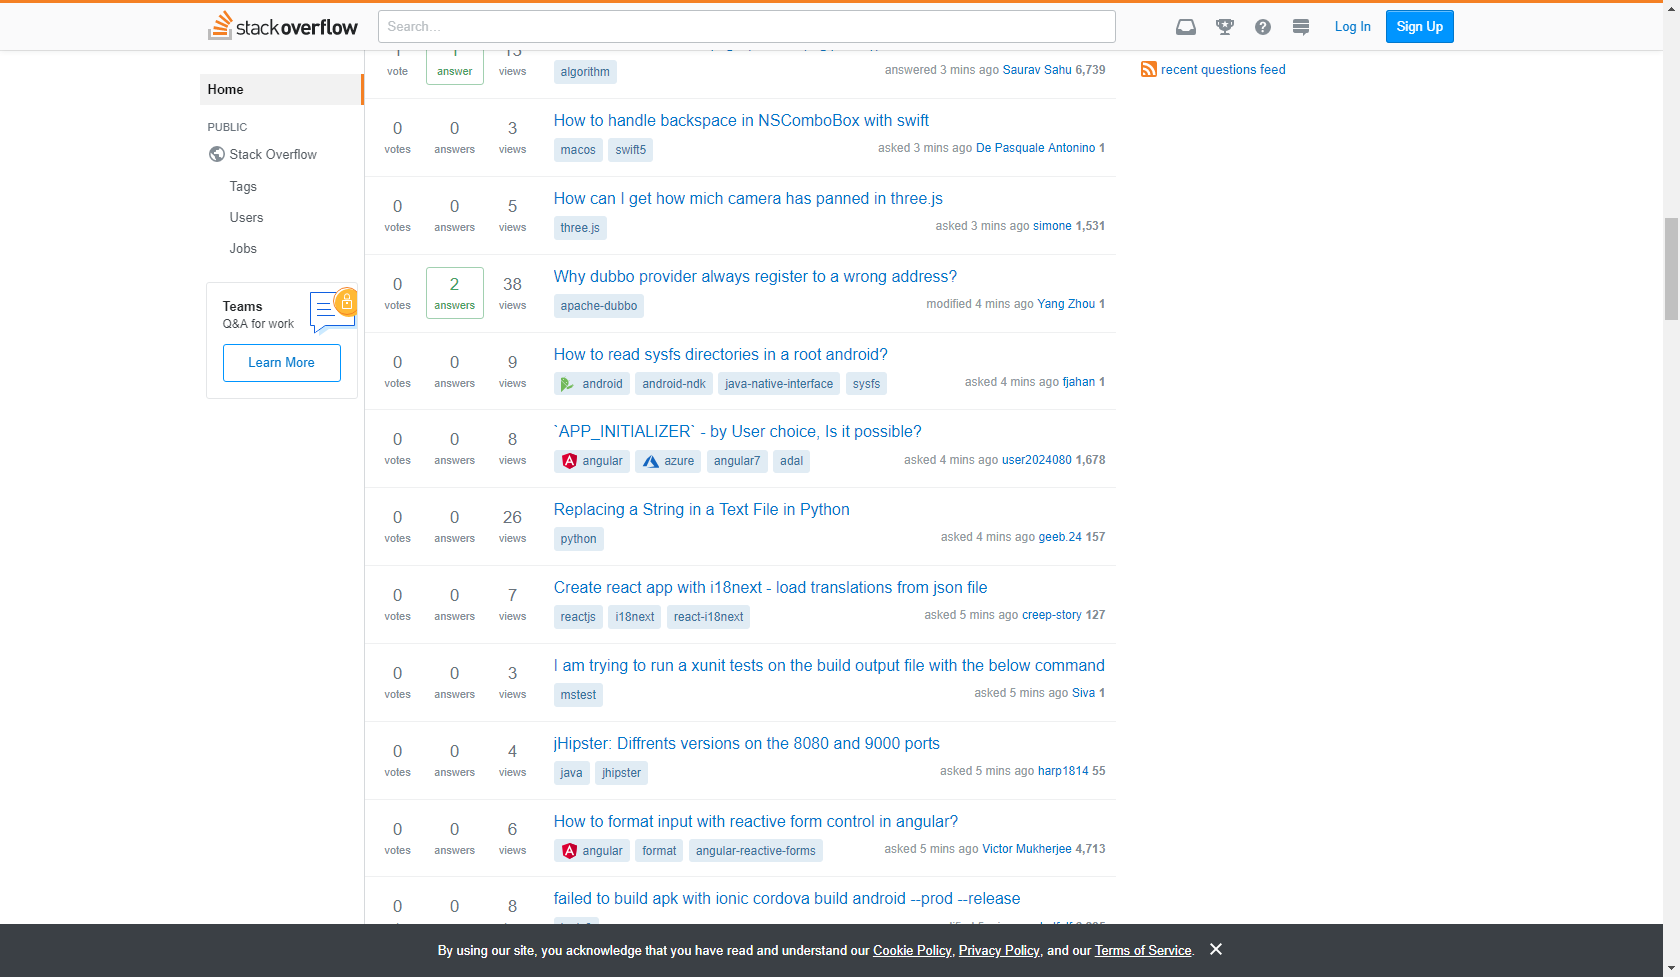 stackoverflow
Search...
Log In
Sign Up
Home
PUBLIC
Stack Overflow
Tags
Users
Jobs
Teams
Q&A for work
Learn More
1 1 13
vote answer views
algorithm
answered 3 mins ago Saurav Sahu 6,739
0 0 3
votes answers views
How to handle backspace in NSComboBox with swift
macos swift5
asked 3 mins ago De Pasquale Antonino 1
0 0 5
votes answers views
How can I get how mich camera has panned in three.js
three.js
asked 3 mins ago simone 1,531
0 2 38
votes answers views
Why dubbo provider always register to a wrong address?
apache-dubbo
modified 4 mins ago Yang Zhou 1
0 0 9
votes answers views
How to read sysfs directories in a root android?
android android-ndk java-native-interface sysfs
asked 4 mins ago fjahan 1
0 0 8
votes answers views
`APP_INITIALIZER` - by User choice, Is it possible?
angular azure angular7 adal
asked 4 mins ago user2024080 1,678
0 0 26
votes answers views
Replacing a String in a Text File in Python
python
asked 4 mins ago geeb.24 157
0 0 7
votes answers views
Create react app with i18next - load translations from json file
reactjs i18next react-i18next
asked 5 mins ago creep-story 127
0 0 3
votes answers views
I am trying to run a xunit tests on the build output file with the below command
mstest
asked 5 mins ago Siva 1
0 0 4
votes answers views
jHipster: Diffrents versions on the 8080 and 9000 ports
java jhipster
asked 5 mins ago harp1814 55
0 0 6
votes answers views
How to format input with reactive form control in angular?
angular format angular-reactive-forms
asked 5 mins ago Victor Mukherjee 4,713
0 0 8
failed to build apk with ionic cordova build android --prod --release
recent questions feed
By using our site, you acknowledge that you have read and understand our Cookie Policy, Privacy Policy, and our Terms of Service.